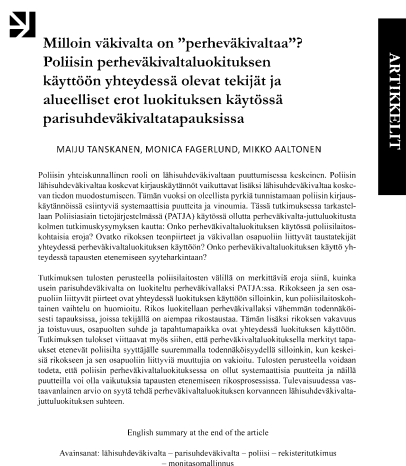 Milloin väkivalta on ”perheväkivaltaa”?
Poliisin perheväkivaltaluokituksen
käyttöön yhteydessä olevat tekijät ja
alueelliset erot luokituksen käytössä
parisuhdeväkivaltatapauksissa
ARTIKKELIT
MAIJU TANSKANEN, MONICA FAGERLUND, MIKKO AALTONEN
Poliisin yhteiskunnallinen rooli on lähisuhdeväkivaltaan puuttumisessa keskeinen. Poliisin
lähisuhdeväkivaltaa koskevat kirjauskäytännöt vaikuttavat lisäksi lähisuhdeväkivaltaa koske-
van tiedon muodostumiseen. Tämän vuoksi on oleellista pyrkiä tunnistamaan poliisin kirjaus-
käytännöissä esiintyviä systemaattisia puutteita ja vinoumia. Tässä tutkimuksessa tarkastel-
laan Poliisiasiain tietojärjestelmässä (PATJA) käytössä ollutta perheväkivalta-juttuluokitusta
kolmen tutkimuskysymyksen kautta: Onko perheväkivaltaluokituksen käytössä poliisilaitos-
kohtaisia eroja? Ovatko rikoksen teonpiirteet ja väkivallan osapuoliin liittyvät taustatekijät
yhteydessä perheväkivaltaluokituksen käyttöön? Onko perheväkivaltaluokituksen käyttö yh-
teydessä tapausten etenemiseen syyteharkintaan?
Tutkimuksen tulosten perusteella poliisilaitosten välillä on merkittäviä eroja siinä, kuinka
usein parisuhdeväkivalta on luokiteltu perheväkivallaksi PATJA:ssa. Rikokseen ja sen osa-
puoliin liittyvät piirteet ovat yhteydessä luokituksen käyttöön silloinkin, kun poliisilaitoskoh-
tainen vaihtelu on huomioitu. Rikos luokitellaan perheväkivallaksi vähemmän todennäköi-
sesti tapauksissa, joissa tekijällä on aiempaa rikostaustaa. Tämän lisäksi rikoksen vakavuus
ja toistuvuus, osapuolten suhde ja tapahtumapaikka ovat yhteydessä luokituksen käyttöön.
Tutkimuksen tulokset viittaavat myös siihen, että perheväkivaltaluokituksella merkityt tapa-
ukset etenevät poliisilta syyttäjälle suuremmalla todennäköisyydellä silloinkin, kun keskei-
siä rikokseen ja sen osapuoliin liittyviä muuttujia on vakioitu. Tulosten perusteella voidaan
todeta, että poliisin perheväkivaltaluokituksessa on ollut systemaattisia puutteita ja näillä
puutteilla voi olla vaikutuksia tapausten etenemiseen rikosprosessissa. Tulevaisuudessa vas-
taavanlainen arvio on syytä tehdä perheväkivaltaluokituksen korvanneen lähisuhdeväkivalta-
juttuluokituksen suhteen.
English summary at the end of the article
Avainsanat: lähisuhdeväkivalta – parisuhdeväkivalta – poliisi – rekisteritutkimus
– monitasomallinnus